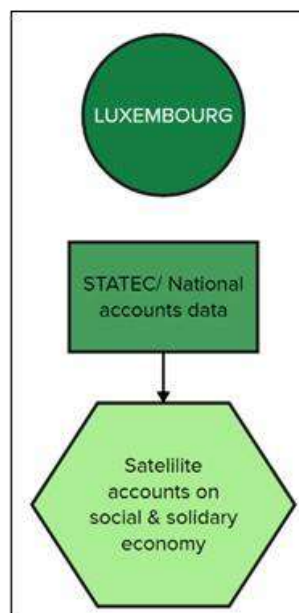 LUXEMBOURG
STATEC/ National
accounts data
Satelilite
accounts on
social & solidary
economy